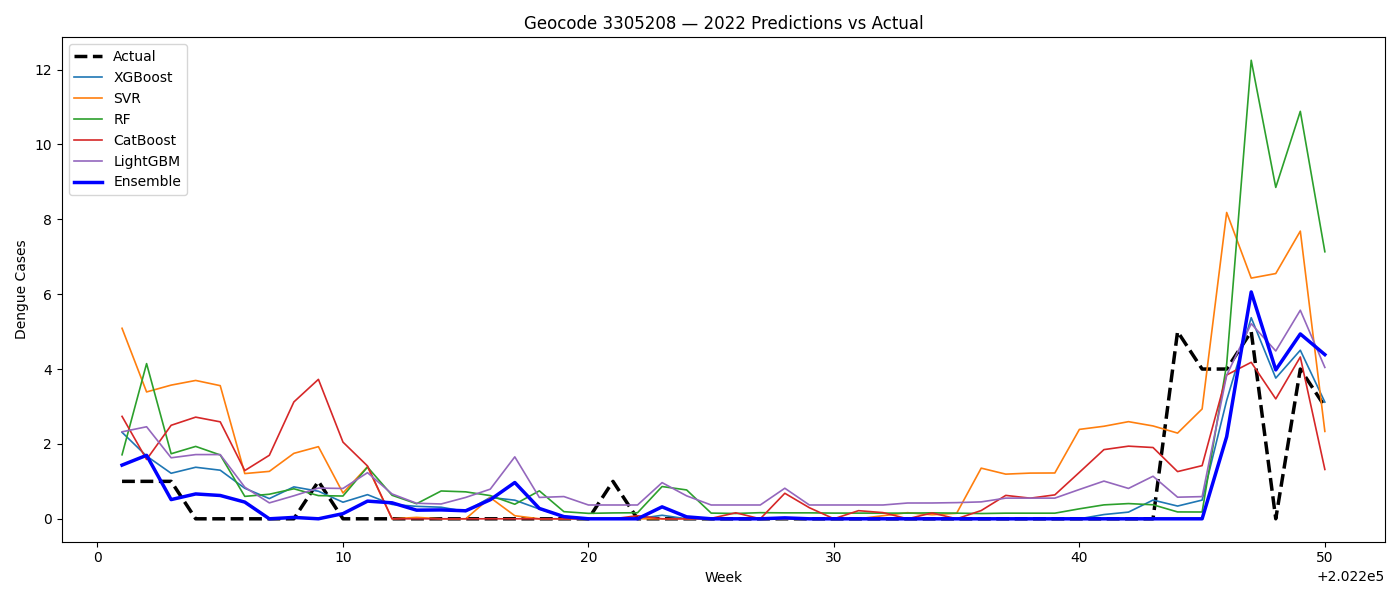 Geocode 3305208 — 2022 Predictions vs Actual
Actual
XGBoost
SVR
RF
CatBoost
LightGBM
Ensemble
12
10
8
6
4
2
0
Dengue Cases
0 10 20 30 40 50
Week
+2.022e5